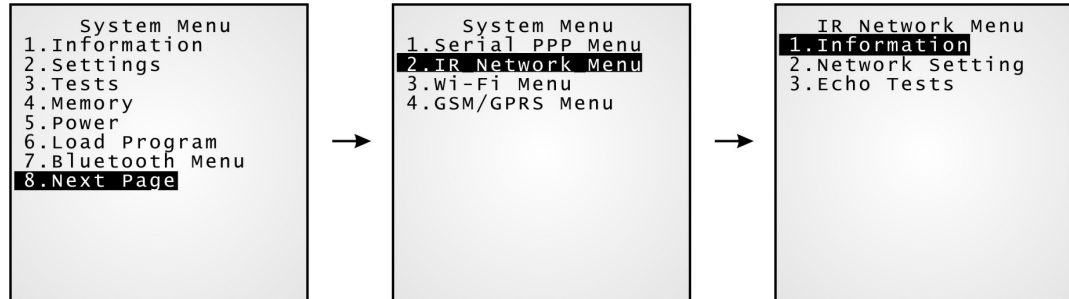 System Menu
1.Information
2.Settings
3.Tests
4.Memory
5.Power
6.Load Program
7.Bluetooth Menu
8.Next Page
System Menu
1.Serial PPP Menu
2.IR Network Menu
3.Wi-Fi Menu
4.GSM/GPRS Menu
IR Network Menu
1.Information
2.Network Setting
3.Echo Tests